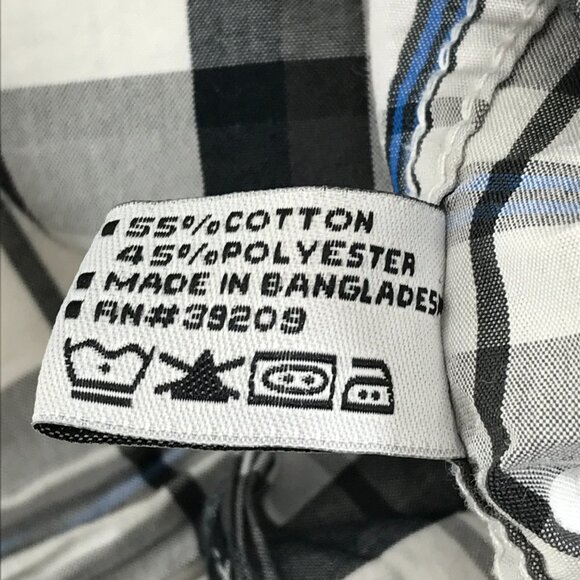 55% COTTON
45% POLYESTER
MADE IN BANGLADESH
RN# 39209